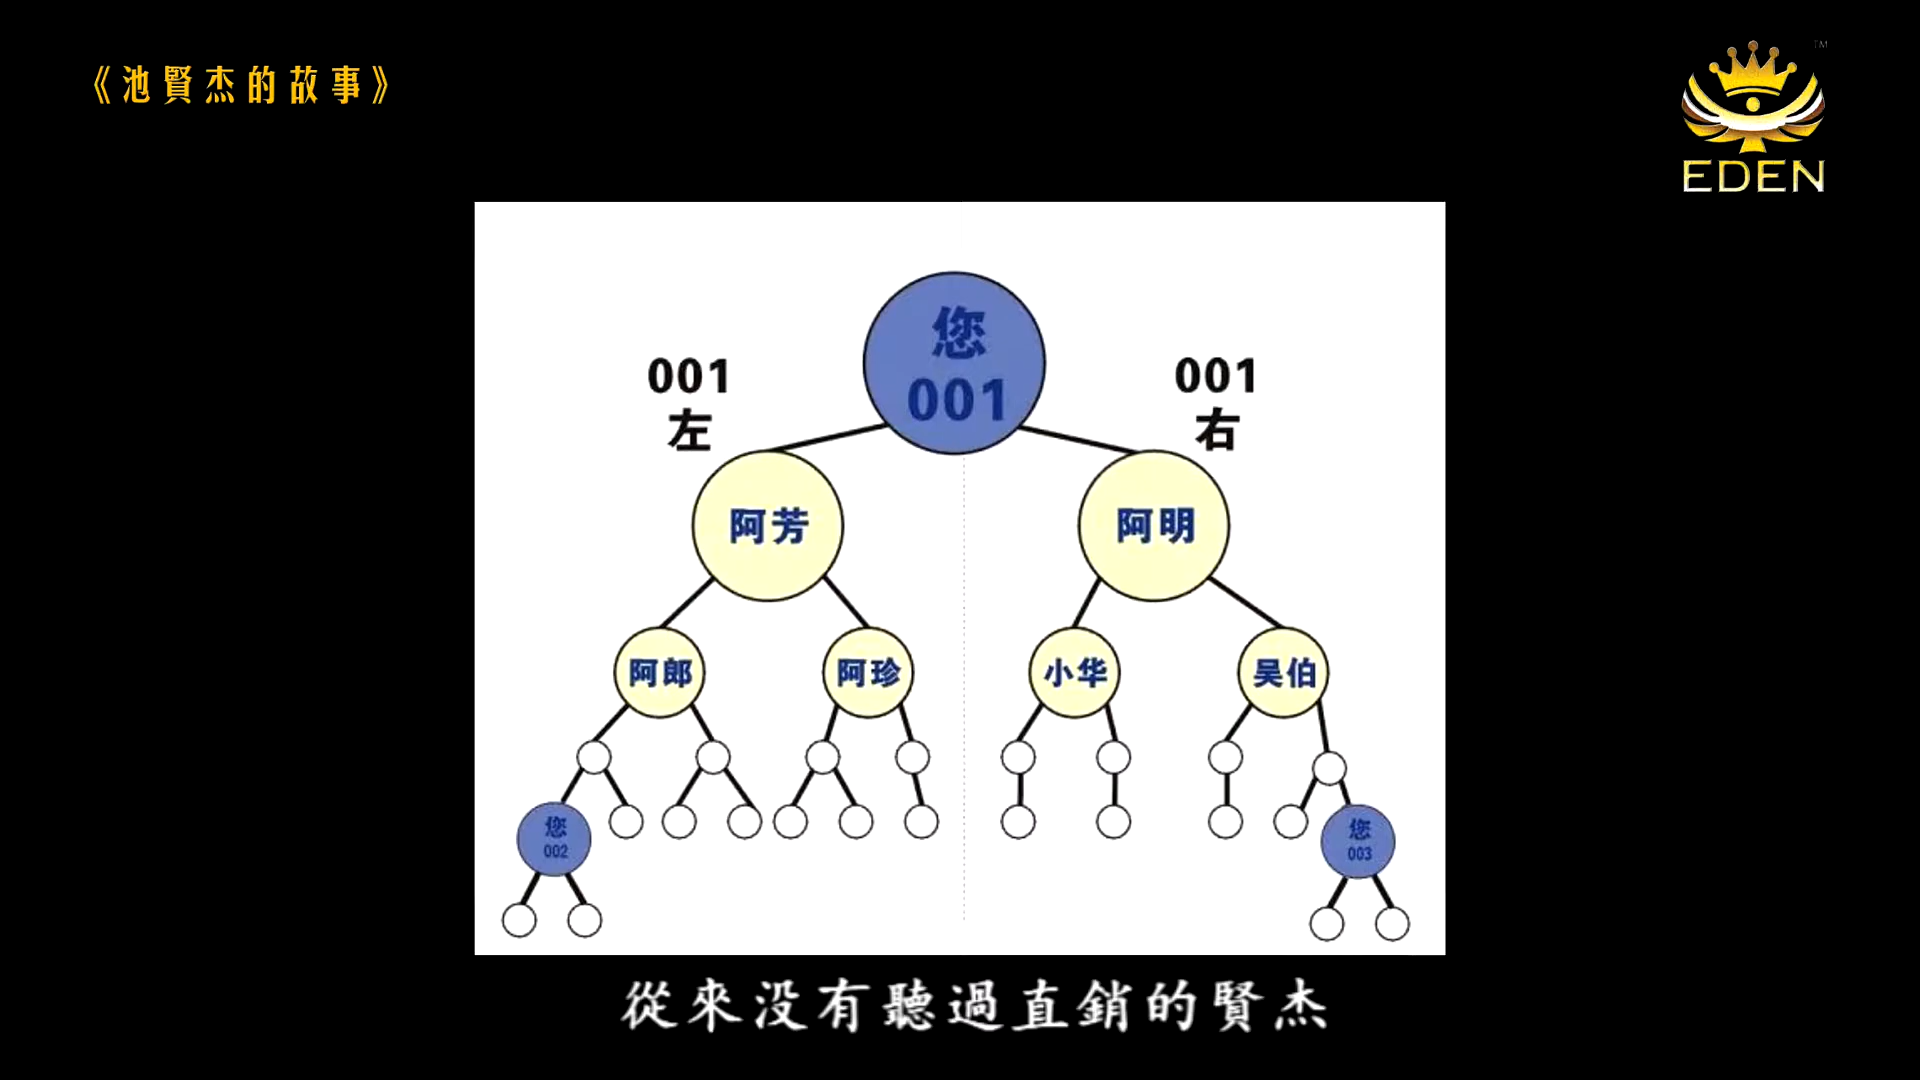 《池賢杰的故事》
TM
EDEN
您
001
001
左
001
右
阿芳
阿明
阿郎
阿珍
小华
吴伯
您
002
您
003
從來没有聽過直銷的賢杰